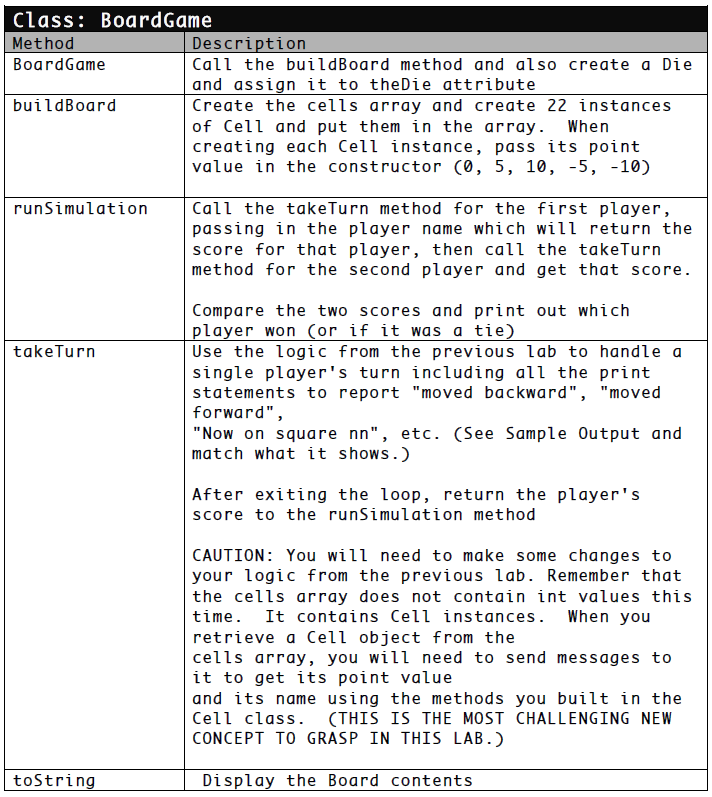 Class: BoardGame
Method Description
BoardGame Call the buildBoard method and also create a Die
and assign it to theDie attribute
buildBoard Create the cells array and create 22 instances
of Cell and put them in the array.  When
creating each Cell instance, pass its point
value in the constructor (0, 5, 10, -5, -10)
runSimulation Call the takeTurn method for the first player,
passing in the player name which will return the
score for that player, then call the takeTurn
method for the second player and get that score.
Compare the two scores and print out which
player won (or if it was a tie)
takeTurn Use the logic from the previous lab to handle a
single player's turn including all the print
statements to report "moved backward", "moved
forward",
"Now on square nn", etc. (See Sample Output and
match what it shows.)
After exiting the loop, return the player's
score to the runSimulation method
CAUTION: You will need to make some changes to
your logic from the previous lab. Remember that
the cells array does not contain int values this
time.  It contains Cell instances.  When you
retrieve a Cell object from the
cells array, you will need to send messages to
it to get its point value
and its name using the methods you built in the
Cell class.  (THIS IS THE MOST CHALLENGING NEW
CONCEPT TO GRASP IN THIS LAB.)
toString Display the Board contents